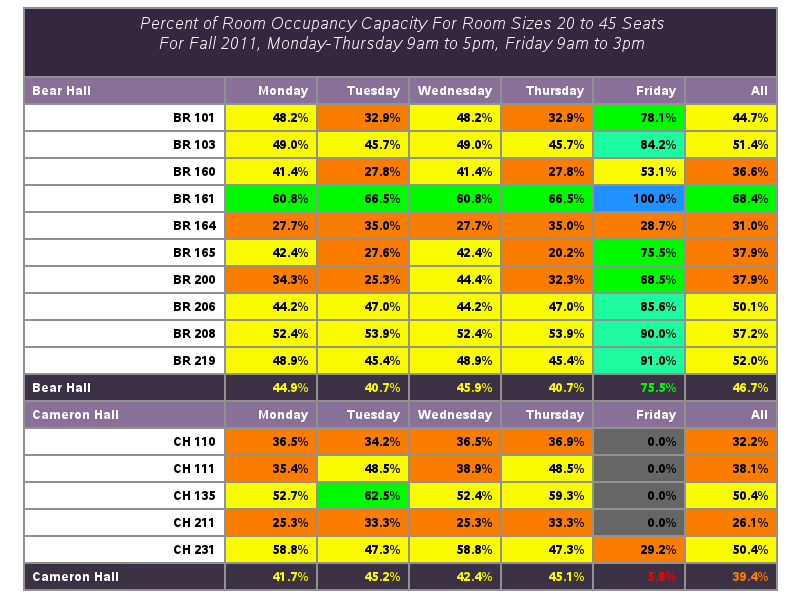 Percent of Room Occupancy Capacity For Room Sizes 20 to 45 Seats
For Fall 2011, Monday-Thursday 9am to 5pm, Friday 9am to 3pm
Bear Hall Monday Tuesday Wednesday Thursday Friday All
BR 101 48.2% 32.9% 48.2% 32.9% 78.1% 44.7%
BR 103 49.0% 45.7% 49.0% 45.7% 84.2% 51.4%
BR 160 41.4% 27.8% 41.4% 27.8% 53.1% 36.6%
BR 161 60.8% 66.5% 60.8% 66.5% 100.0% 68.4%
BR 164 27.7% 35.0% 27.7% 35.0% 28.7% 31.0%
BR 165 42.4% 27.6% 42.4% 20.2% 75.5% 37.9%
BR 200 34.3% 25.3% 44.4% 32.3% 68.5% 37.9%
BR 206 44.2% 47.0% 44.2% 47.0% 85.6% 50.1%
BR 208 52.4% 53.9% 52.4% 53.9% 90.0% 57.2%
BR 219 48.9% 45.4% 48.9% 45.4% 91.0% 52.0%
Bear Hall 44.9% 40.7% 45.9% 40.7% 75.5% 46.7%
Cameron Hall Monday Tuesday Wednesday Thursday Friday All
CH 110 36.5% 34.2% 36.5% 36.9% 0.0% 32.2%
CH 111 35.4% 48.5% 38.9% 48.5% 0.0% 38.1%
CH 135 52.7% 62.5% 52.4% 59.3% 0.0% 50.4%
CH 211 25.3% 33.3% 25.3% 33.3% 0.0% 26.1%
CH 231 58.8% 47.3% 58.8% 47.3% 29.2% 50.4%
Cameron Hall 41.7% 45.2% 42.4% 45.1% 5.8% 39.4%